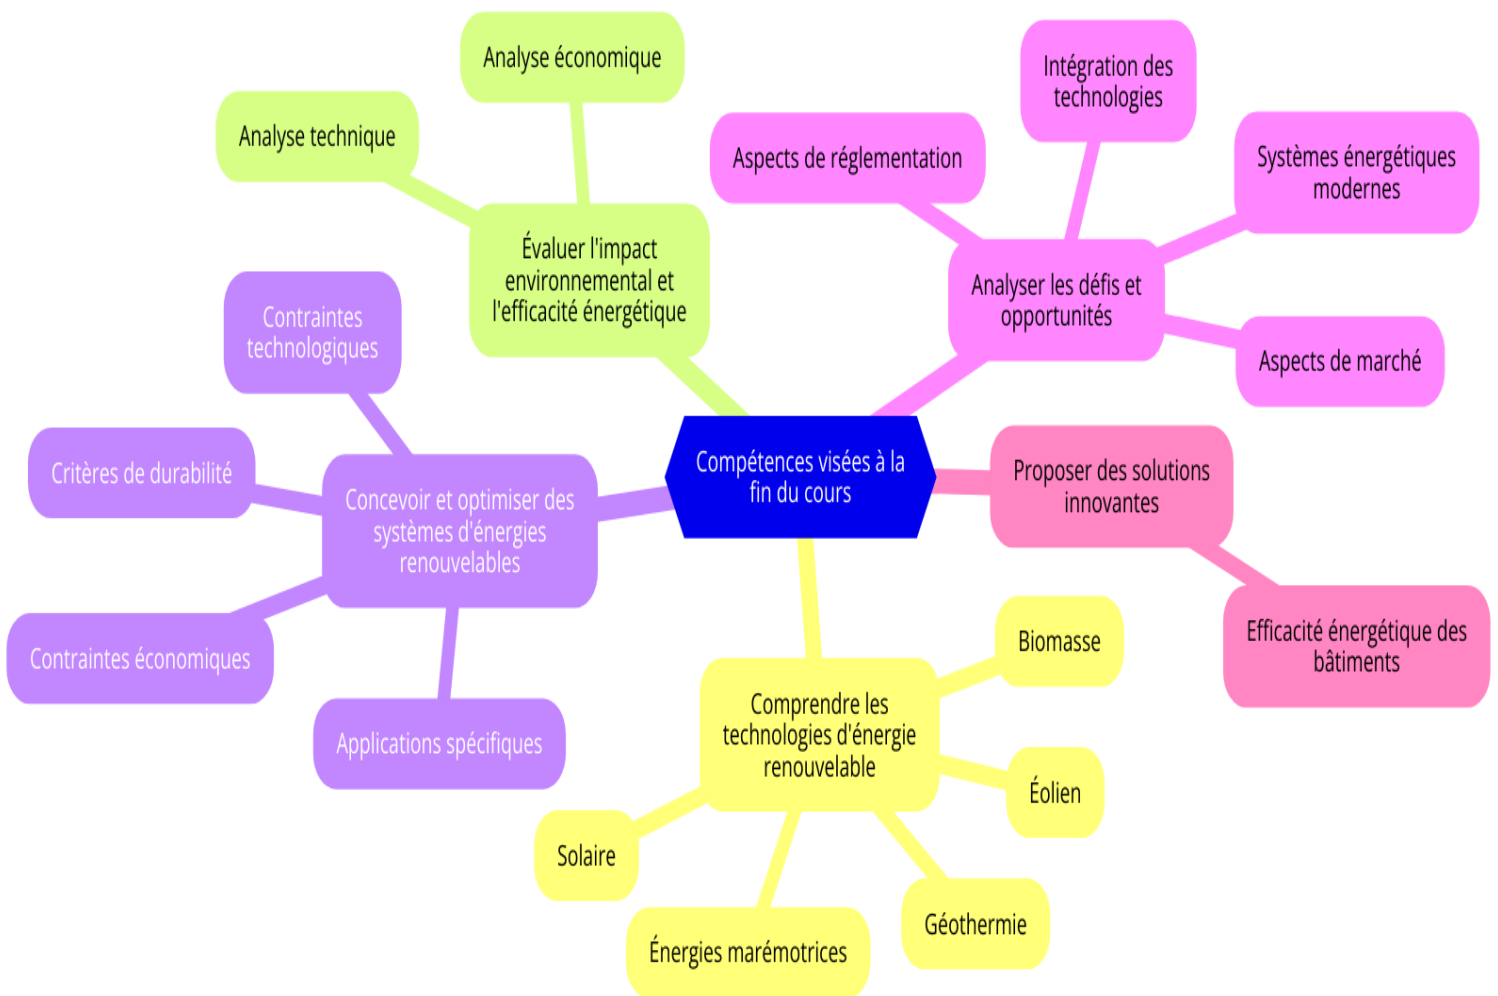 Analyse économique
Analyse technique
Évaluer l'impact
environnemental et
l'efficacité énergétique
Intégration des
technologies
Aspects de réglementation
Systèmes énergétiques
modernes
Analyser les défis et
opportunités
Aspects de marché
Contraintes
technologiques
Critères de durabilité
Concevoir et optimiser des
systèmes d'énergies
renouvelables
Contraintes économiques
Applications spécifiques
Compétences visées à la
fin du cours
Proposer des solutions
innovantes
Efficacité énergétique des
bâtiments
Comprendre les
technologies d'énergie
renouvelable
Biomasse
Éolien
Solaire
Géothermie
Énergies marémotrices